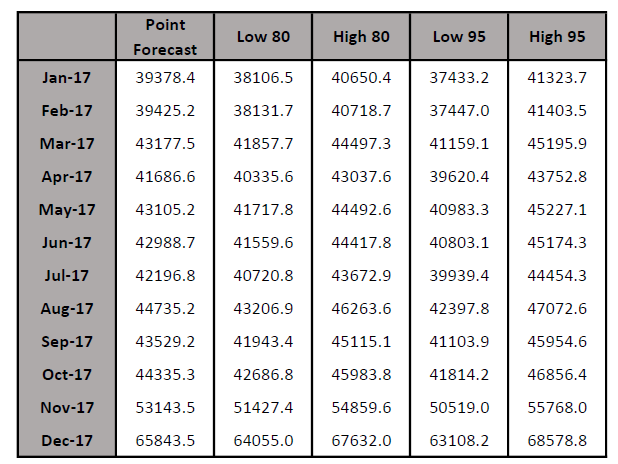 Point Forecast Low 80 High 80 Low 95 High 95
Jan-17 39378.4 38106.5 40650.4 37433.2 41323.7
Feb-17 39425.2 38131.7 40718.7 37447.0 41403.5
Mar-17 43177.5 41857.7 44497.3 41159.1 45195.9
Apr-17 41686.6 40335.6 43037.6 39620.4 43752.8
May-17 43105.2 41717.8 44492.6 40983.3 45227.1
Jun-17 42988.7 41559.6 44417.8 40803.1 45174.3
Jul-17 42196.8 40720.8 43672.9 39939.4 44454.3
Aug-17 44735.2 43206.9 46263.6 42397.8 47072.6
Sep-17 43529.2 41943.4 45115.1 41103.9 45954.6
Oct-17 44335.3 42686.8 45983.8 41814.2 46856.4
Nov-17 53143.5 51427.4 54859.6 50519.0 55768.0
Dec-17 65843.5 64055.0 67632.0 63108.2 68578.8